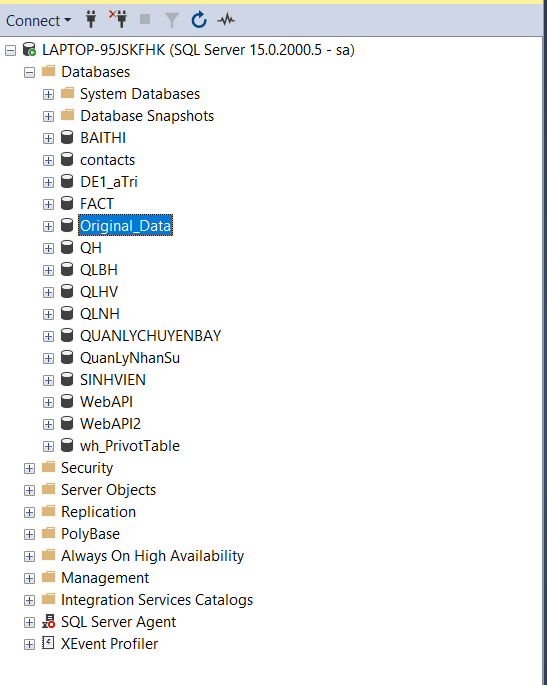 Connect
LAPTOP-95JSKFHK (SQL Server 15.0.2000.5 - sa)
Databases
System Databases
Database Snapshots
BAITHI
contacts
DE1_aTri
FACT
Original_Data
QH
QLBH
QLHV
QLNH
QUANLYCHUYENBAY
QuanLyNhanSu
SINHVIEN
WebAPI
WebAPI2
wh_PrivotTable
Security
Server Objects
Replication
PolyBase
Always On High Availability
Management
Integration Services Catalogs
SQL Server Agent
XEvent Profiler